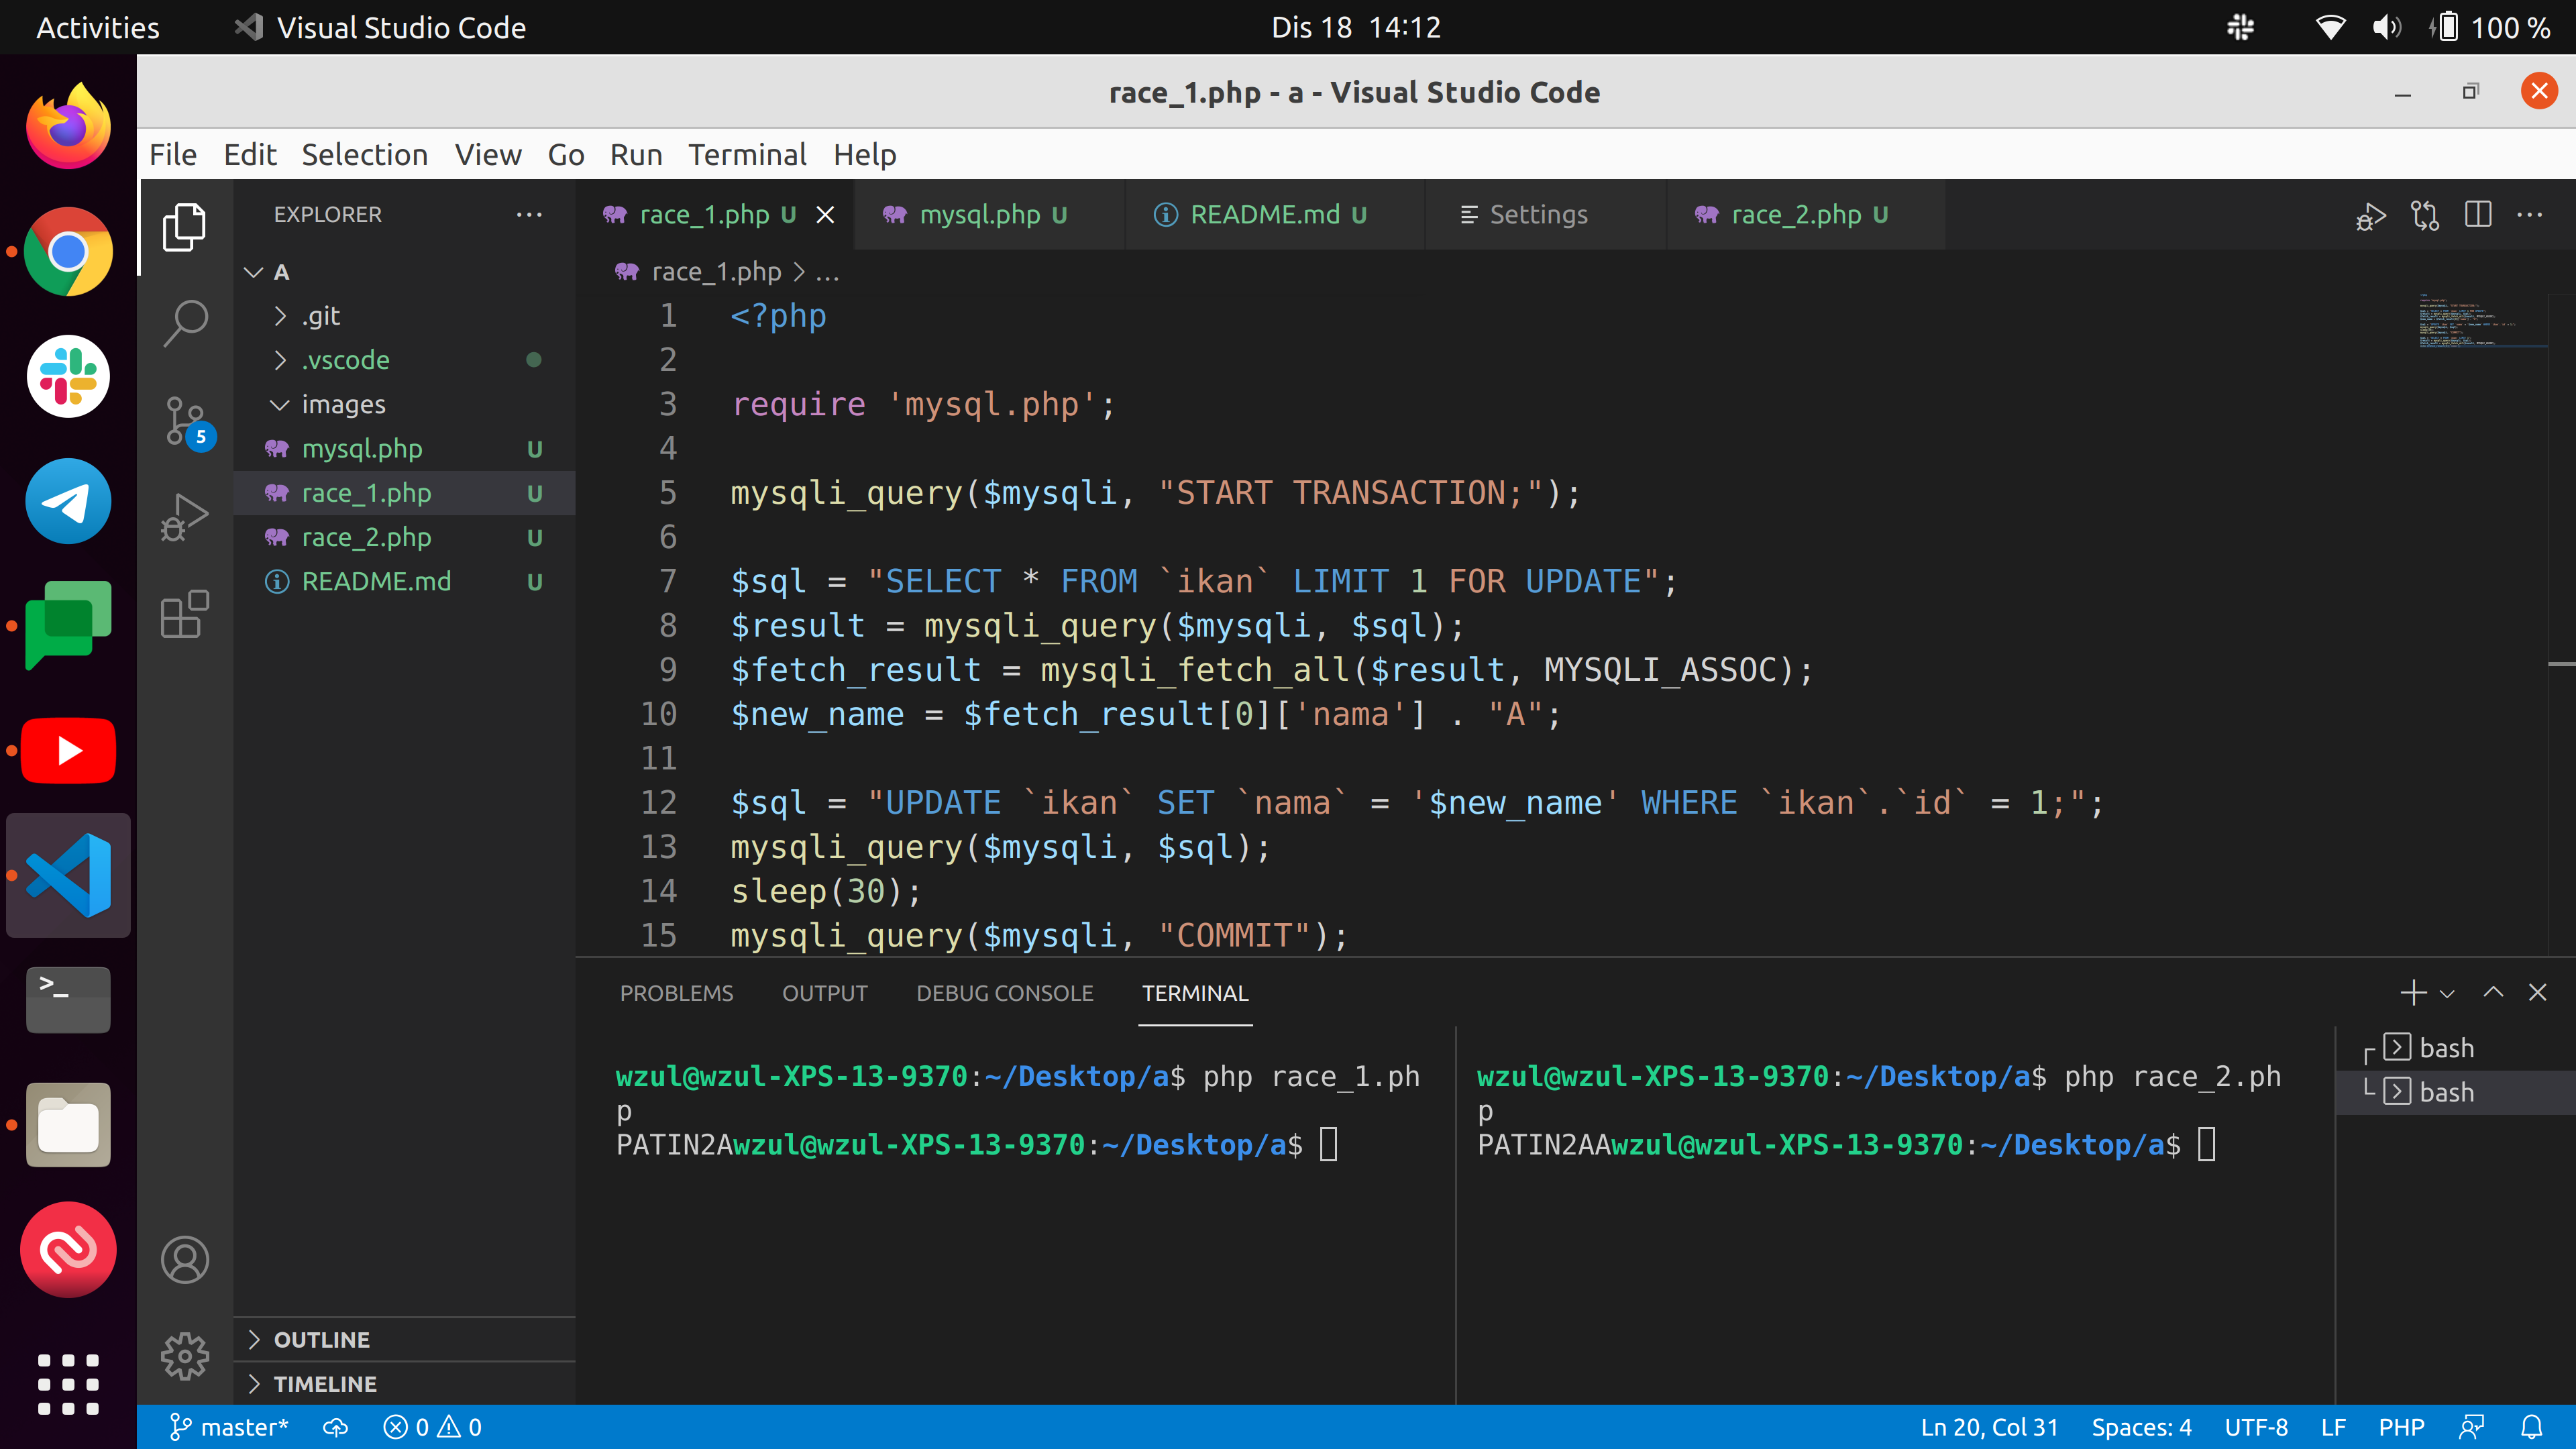 Activities
Visual Studio Code
Dis 18 14:12
100 %
race_1.php - a - Visual Studio Code
File Edit Selection View Go Run Terminal Help
EXPLORER
race_1.php U
mysql.php U
README.md U
Settings
race_2.php U
A
.git
.vscode
images
mysql.php U
race_1.php U
race_2.php U
README.md U
5
race_1.php > ...
1 <?php
2
3 require 'mysql.php';
4
5 mysqli_query($mysqli, "START TRANSACTION;");
6
7 $sql = "SELECT * FROM `ikan` LIMIT 1 FOR UPDATE";
8 $result = mysqli_query($mysqli, $sql);
9 $fetch_result = mysqli_fetch_all($result, MYSQLI_ASSOC);
10 $new_name = $fetch_result[0]['nama'] . "A";
11
12 $sql = "UPDATE `ikan` SET `nama` = '$new_name' WHERE `ikan`.`id` = 1;";
13 mysqli_query($mysqli, $sql);
14 sleep(30);
15 mysqli_query($mysqli, "COMMIT");
PROBLEMS OUTPUT DEBUG CONSOLE TERMINAL
wzul@wzul-XPS-13-9370:~/Desktop/a$ php race_1.ph
p
PATIN2Awzul@wzul-XPS-13-9370:~/Desktop/a$
wzul@wzul-XPS-13-9370:~/Desktop/a$ php race_2.ph
p
PATIN2AAwzul@wzul-XPS-13-9370:~/Desktop/a$
bash
bash
OUTLINE
TIMELINE
master* 0 0
Ln 20, Col 31 Spaces: 4 UTF-8 LF PHP